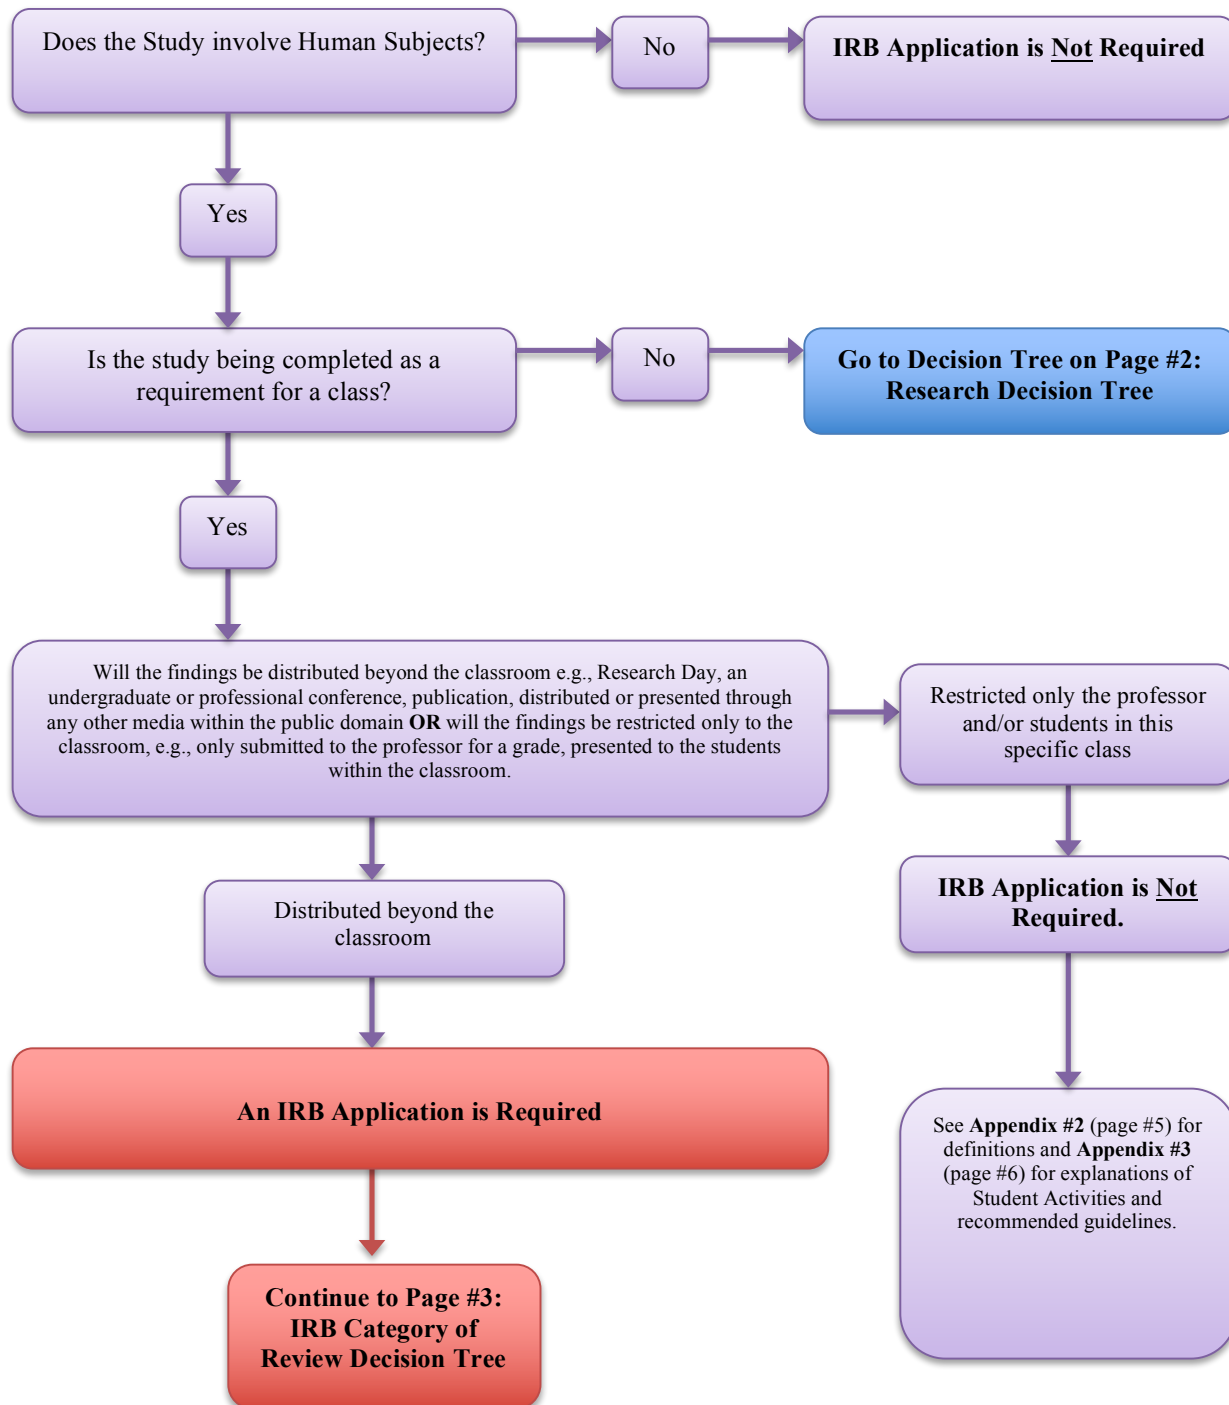 Does the Study involve Human Subjects?
No
IRB Application is Not Required
Yes
Is the study being completed as a
requirement for a class?
No
Go to Decision Tree on Page #2:
Research Decision Tree
Yes
Will the findings be distributed beyond the classroom e.g., Research Day, an
undergraduate or professional conference, publication, distributed or presented through
any other media within the public domain OR will the findings be restricted only to the
classroom, e.g., only submitted to the professor for a grade, presented to the students
within the classroom.
Restricted only the professor
and/or students in this
specific class
IRB Application is Not
Required.
Distributed beyond the
classroom
An IRB Application is Required
See Appendix #2 (page #5) for
definitions and Appendix #3
(page #6) for explanations of
Student Activities and
recommended guidelines.
Continue to Page #3:
IRB Category of
Review Decision Tree